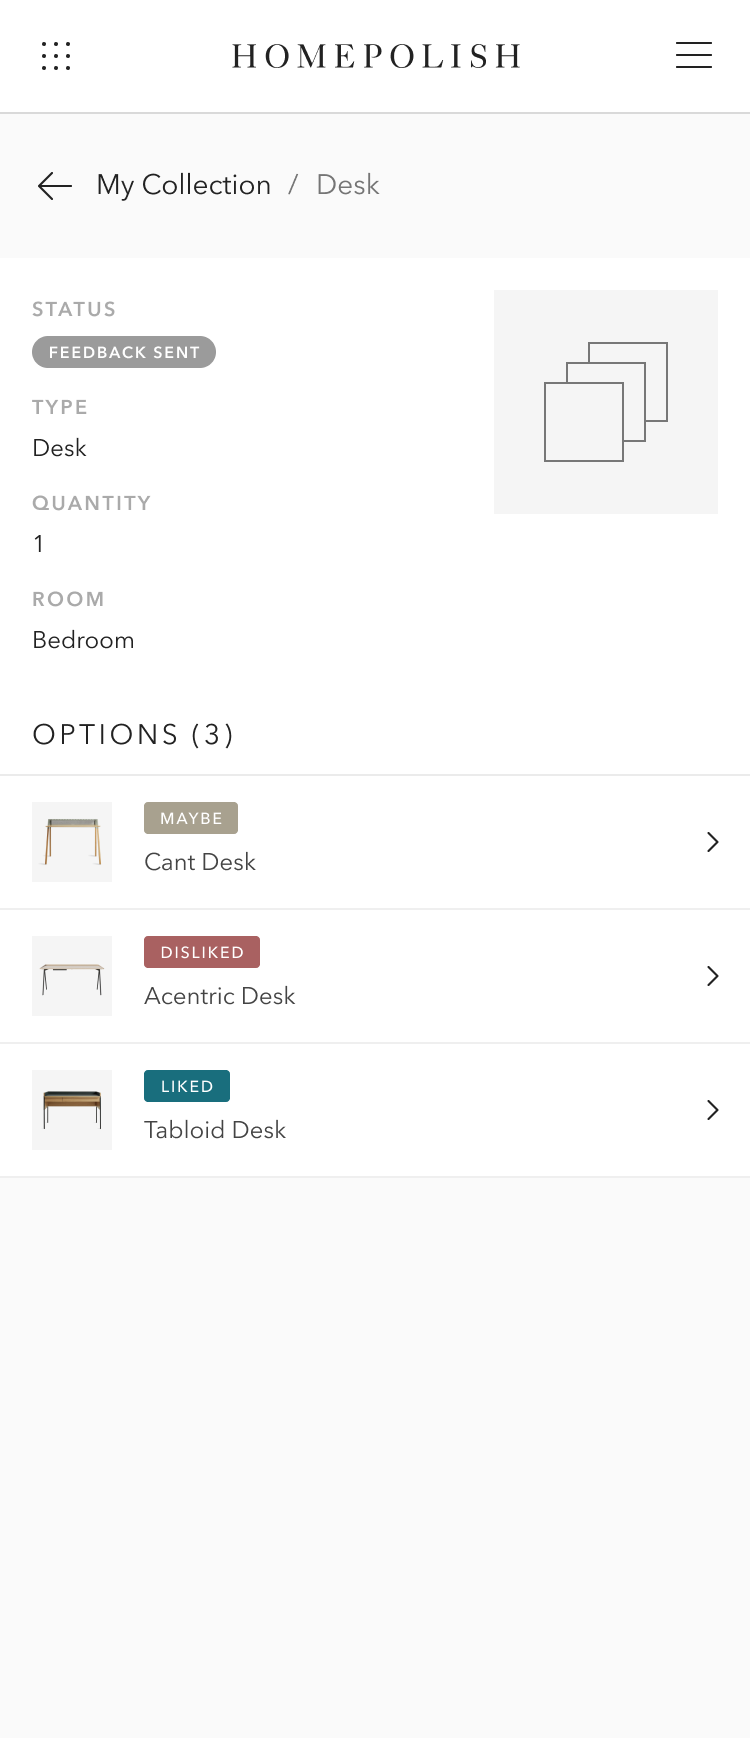 HOMEPOLISH
My Collection / Desk
STATUS
FEEDBACK SENT
TYPE
Desk
QUANTITY
1
ROOM
Bedroom
OPTIONS (3)
MAYBE
Cant Desk
DISLIKED
Acentric Desk
LIKED
Tabloid Desk